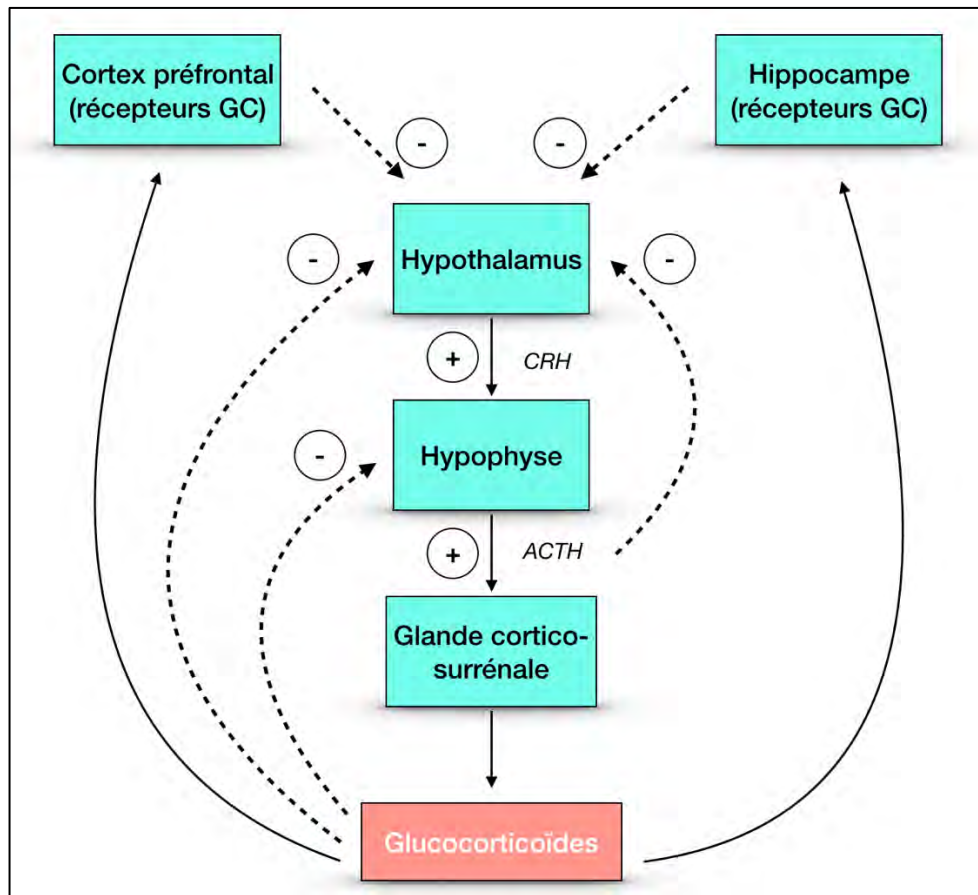 Cortex préfrontal
(récepteurs GC)
Hippocampe
(récepteurs GC)
-
-
-
Hypothalamus
-
+
CRH
-
Hypophyse
+
ACTH
Glande cortico-
surrénale
Glucocorticoïdes